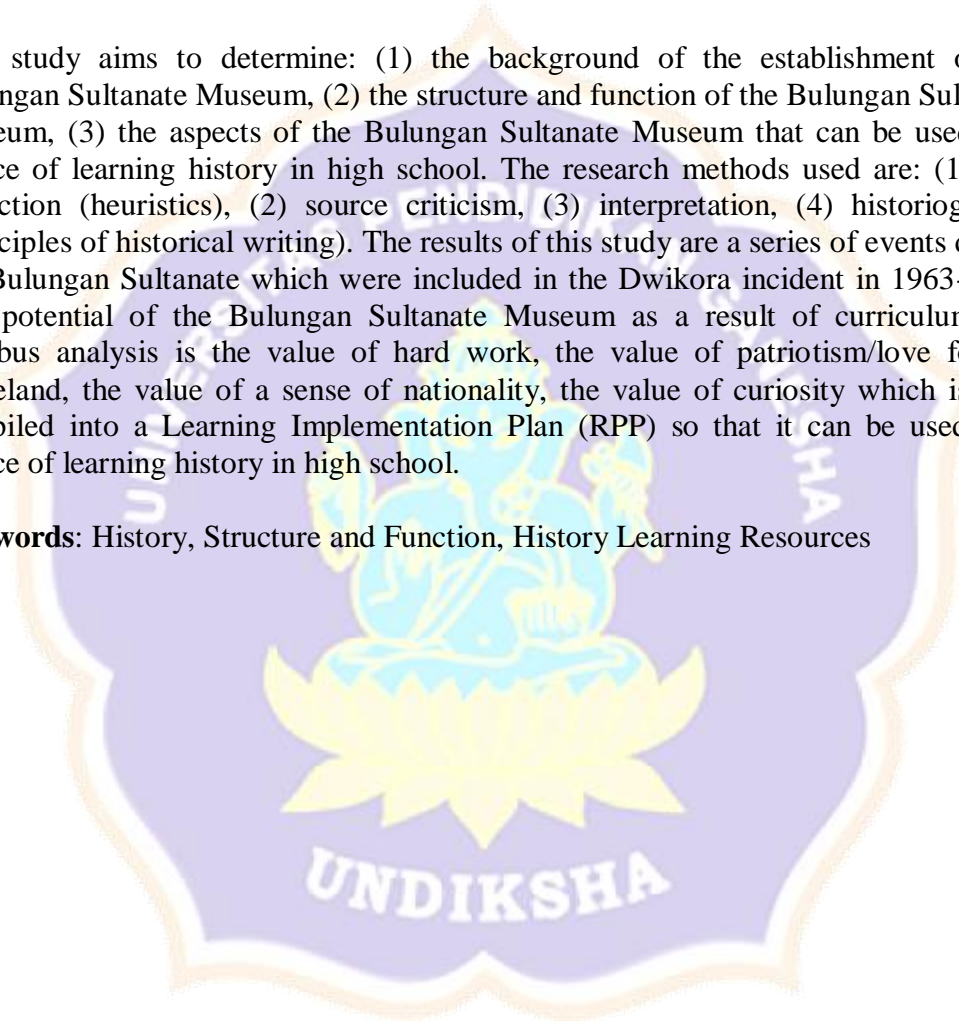 study aims to determine: (1) the background of the establishment
ngan Sultanate Museum, (2) the structure and function of the Bulungan Sul
eum, (3) the aspects of the Bulungan Sultanate Museum that can be used
ce of learning history in high school. The research methods used are: (1
ction (heuristics), (2) source criticism, (3) interpretation, (4) historiog
ciples of historical writing). The results of this study are a series of events
Bulungan Sultanate which were included in the Dwikora incident in 1963-
potential of the Bulungan Sultanate Museum as a result of curriculum
bus analysis is the value of hard work, the value of patriotism/love f
eland, the value of a sense of nationality, the value of curiosity which is
piled into a Learning Implementation Plan (RPP) so that it can be used
ce of learning history in high school.
words: History, Structure and Function, History Learning Resources
UNIVERSITAS PENDIDIKAN GANESHA
UNDIKSHA